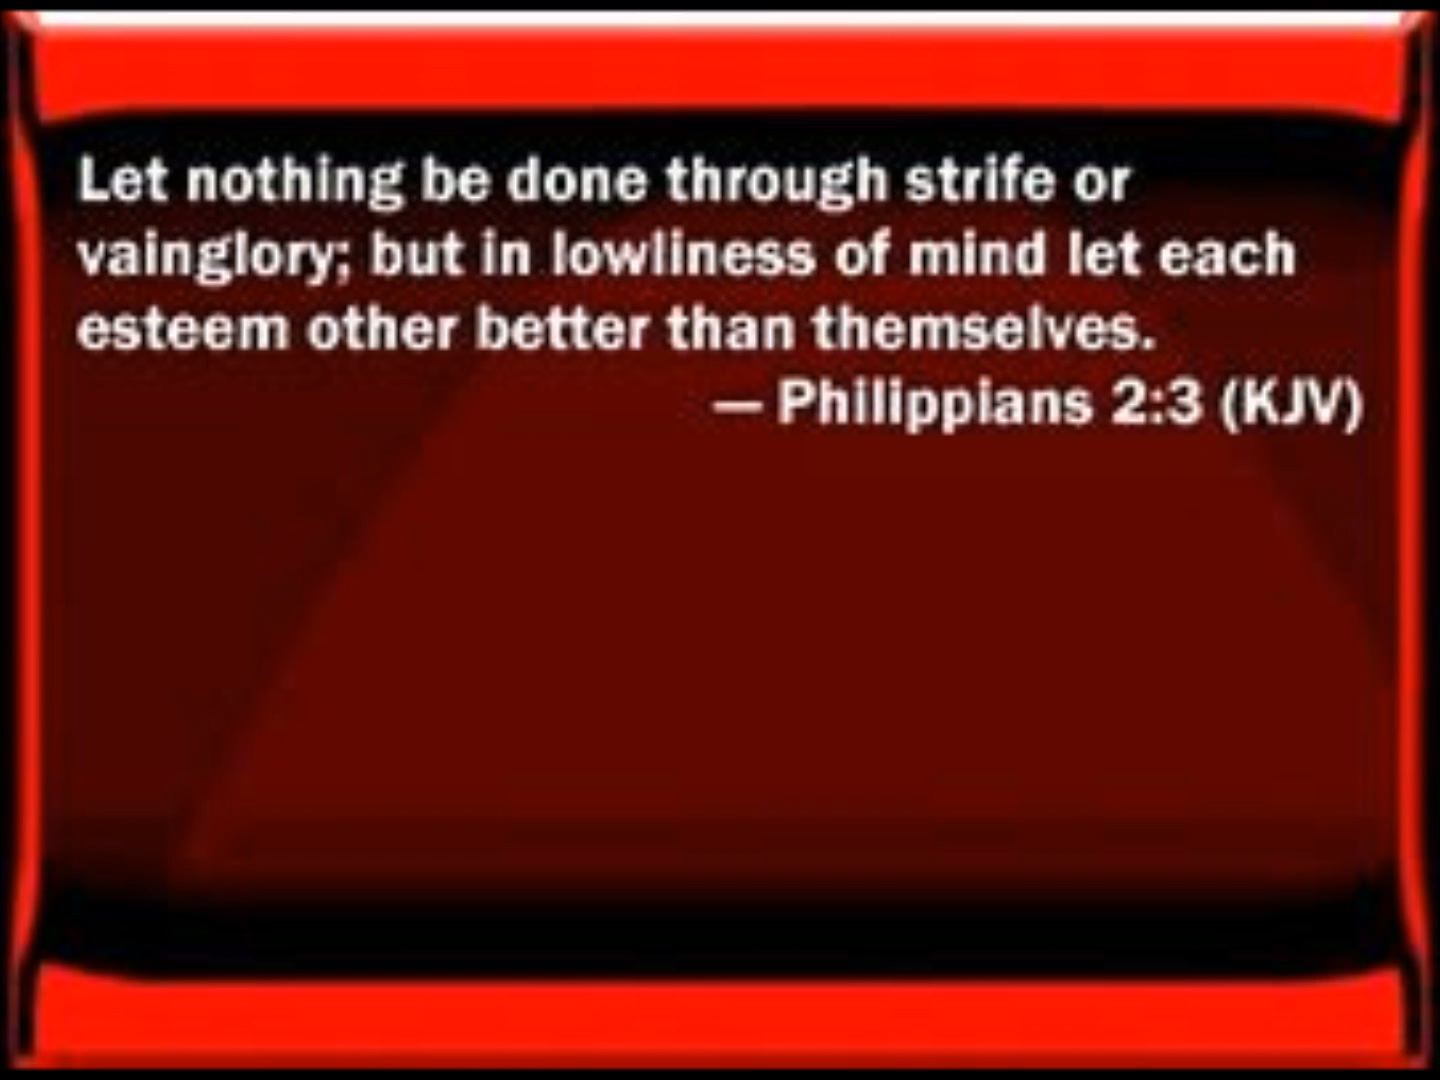 Let nothing be done through strife or
vainglory; but in lowliness of mind let each
esteem other better than themselves.
— Philippians 2:3 (KJV)